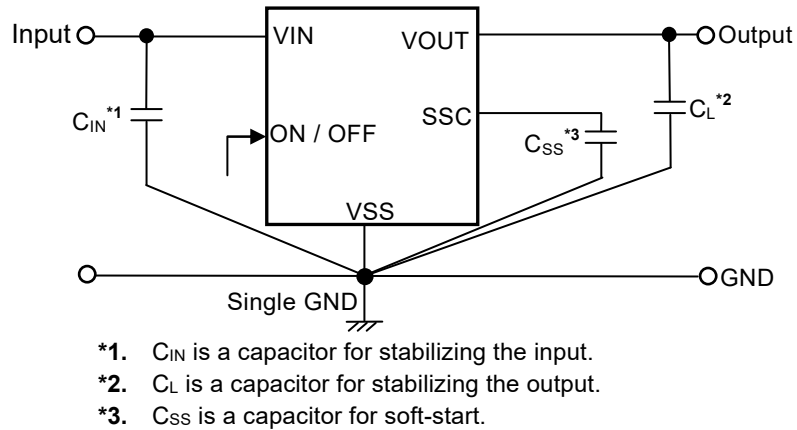 Input
VIN
VOUT
Output
CIN*1
SSC
CL*2
ON / OFF
CSS*3
VSS
Single GND
GND
*1. CIN is a capacitor for stabilizing the input.
*2. CL is a capacitor for stabilizing the output.
*3. CSS is a capacitor for soft-start.